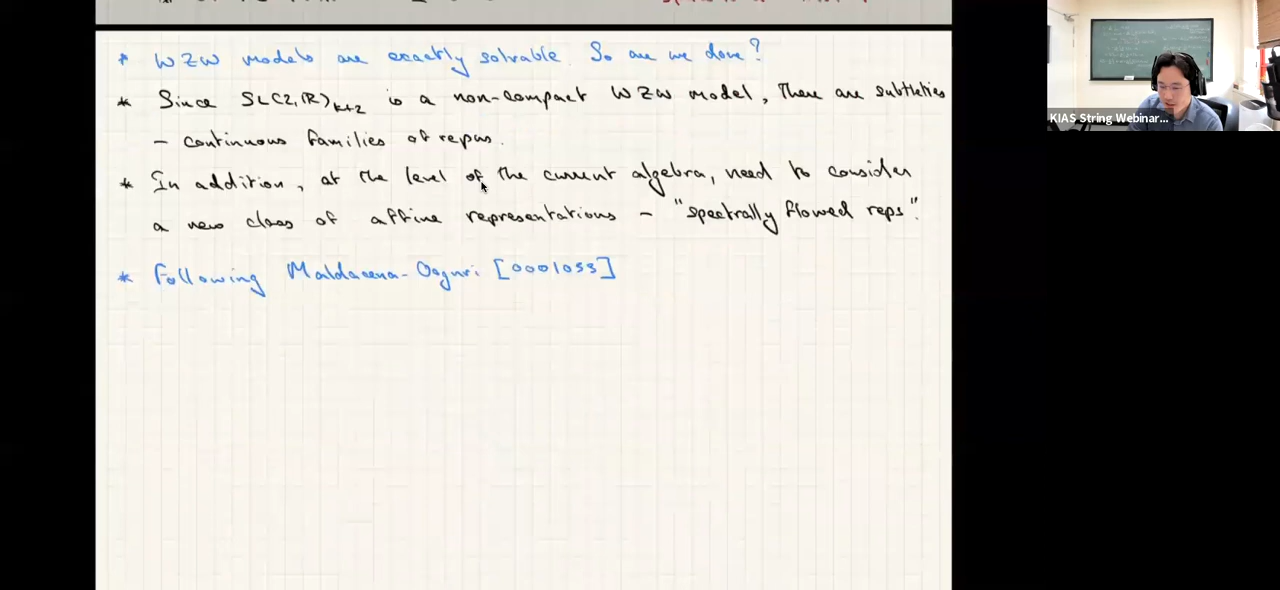 * WZW models are exactly solvable. So are we done?
* Since SL(2,R)k+2 is a non-compact WZW model, There are subtleties
- continuous families of repns.
* In addition, at the level of the current algebra, need to consider
a new class of affine representations - "spectrally flowed reps".
* Following Maldacena-Ooguri [0001053]
KIAS String Webinar...